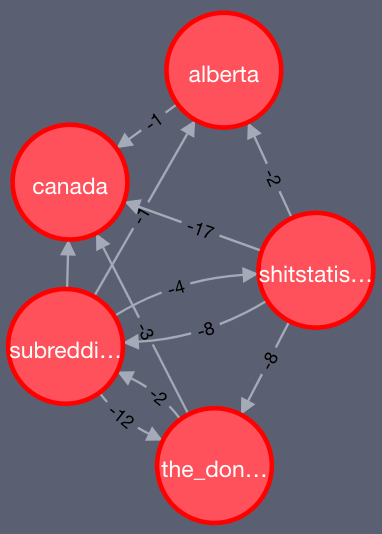 alberta
-1
canada
-1
-2
-17
shitstatis...
-4
subreddi...
-8
-3
-8
-2
-12
the_don...